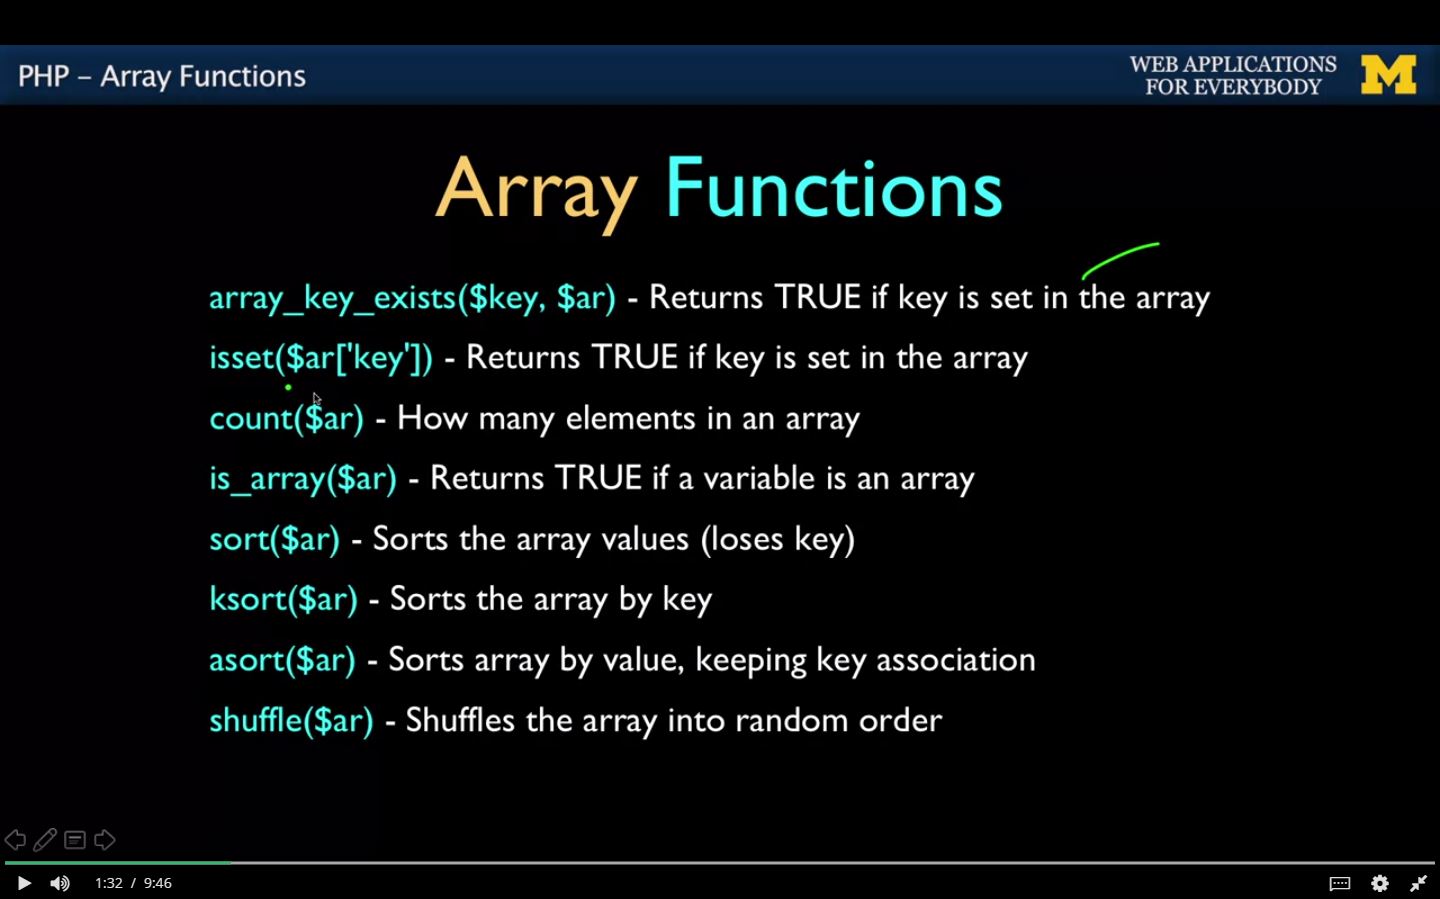 PHP – Array Functions
WEB APPLICATIONS
FOR EVERYBODY
M
Array Functions
array_key_exists($key, $ar) - Returns TRUE if key is set in the array
isset($ar['key']) - Returns TRUE if key is set in the array
count($ar) - How many elements in an array
is_array($ar) - Returns TRUE if a variable is an array
sort($ar) - Sorts the array values (loses key)
ksort($ar) - Sorts the array by key
asort($ar) - Sorts array by value, keeping key association
shuffle($ar) - Shuffles the array into random order
1:32 / 9:46